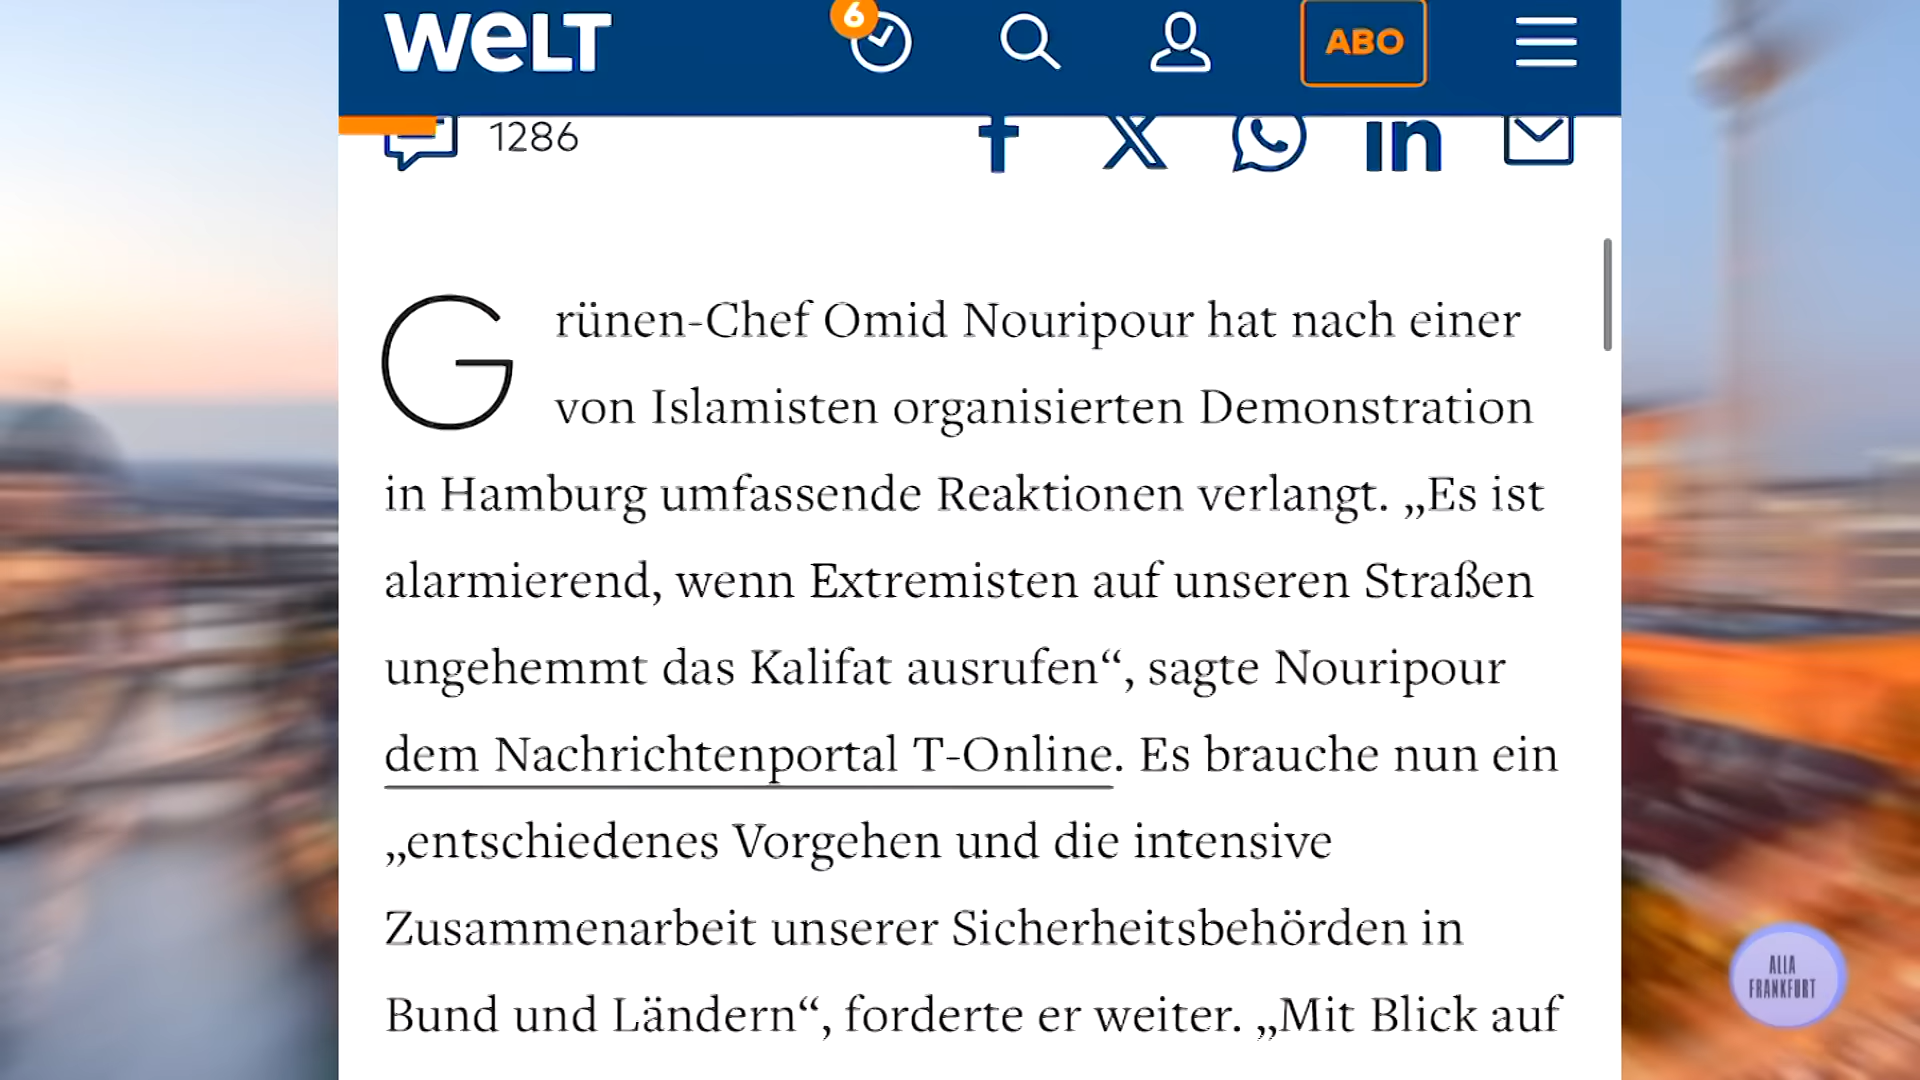 WELT
6
ABO
1286
Grünen-Chef Omid Nouripour hat nach einer
von Islamisten organisierten Demonstration
in Hamburg umfassende Reaktionen verlangt. „Es ist
alarmierend, wenn Extremisten auf unseren Straßen
ungehemmt das Kalifat ausrufen“, sagte Nouripour
dem Nachrichtenportal T-Online. Es brauche nun ein
„entschiedenes Vorgehen und die intensive
Zusammenarbeit unserer Sicherheitsbehörden in
Bund und Ländern“, forderte er weiter. „Mit Blick auf
ALLA
FRANKFURT